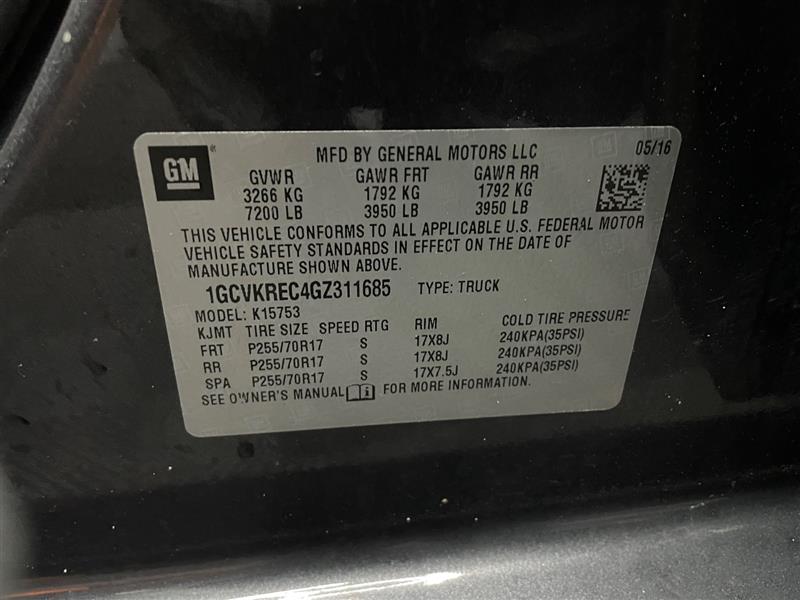 GM MFD BY GENERAL MOTORS LLC 05/16
GVWR GAWR FRT GAWR RR
3266 KG 1792 KG 1792 KG
7200 LB 3950 LB 3950 LB
THIS VEHICLE CONFORMS TO ALL APPLICABLE U.S. FEDERAL MOTOR
VEHICLE SAFETY STANDARDS IN EFFECT ON THE DATE OF
MANUFACTURE SHOWN ABOVE.
1GCVKREC4GZ311685 TYPE: TRUCK
MODEL: K15753
KJMT TIRE SIZE SPEED RTG RIM COLD TIRE PRESSURE
FRT P255/70R17 S 17X8J 240KPA(35PSI)
RR P255/70R17 S 17X8J 240KPA(35PSI)
SPA P255/70R17 S 17X7.5J 240KPA(35PSI)
SEE OWNER'S MANUAL FOR MORE INFORMATION.